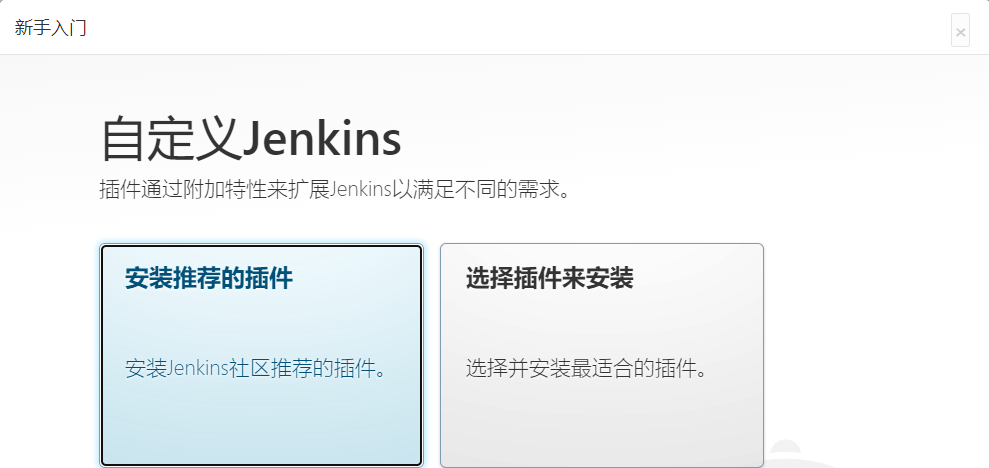 新手入门
×
自定义Jenkins
插件通过附加特性来扩展Jenkins以满足不同的需求。
安装推荐的插件
安装Jenkins社区推荐的插件。
选择插件来安装
选择并安装最适合的插件。